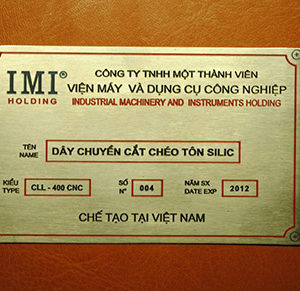 IMI®
HOLDING
CÔNG TY TNHH MỘT THÀNH VIÊN
VIỆN MÁY VÀ DỤNG CỤ CÔNG NGHIỆP
INDUSTRIAL MACHINERY AND INSTRUMENTS HOLDING
TÊN
NAME
DÂY CHUYỀN CẮT CHÉO TÔN SILIC
KIỂU
TYPE
CLL - 400 CNC
SỐ
N°
004
NĂM SX
DATE EXP
2012
CHẾ TẠO TẠI VIỆT NAM